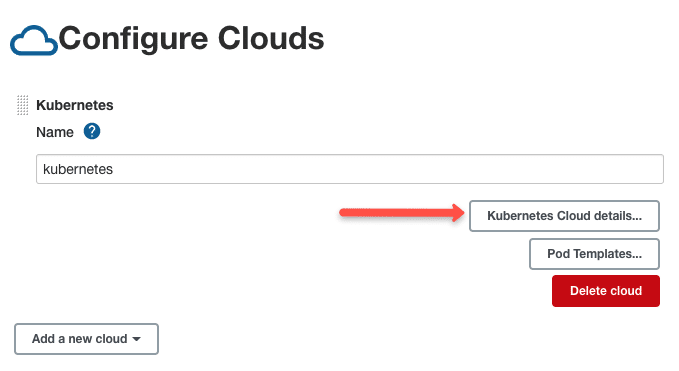 Configure Clouds
Kubernetes
Name ?
kubernetes
Kubernetes Cloud details...
Pod Templates...
Delete cloud
Add a new cloud